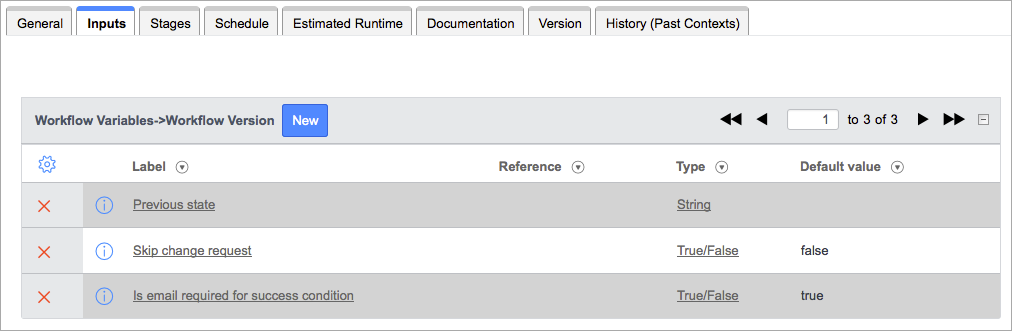 General Inputs Stages Schedule Estimated Runtime Documentation Version History (Past Contexts)
Workflow Variables->Workflow Version New 1 to 3 of 3
Label Reference Type Default value
Previous state String
Skip change request True/False false
Is email required for success condition True/False true